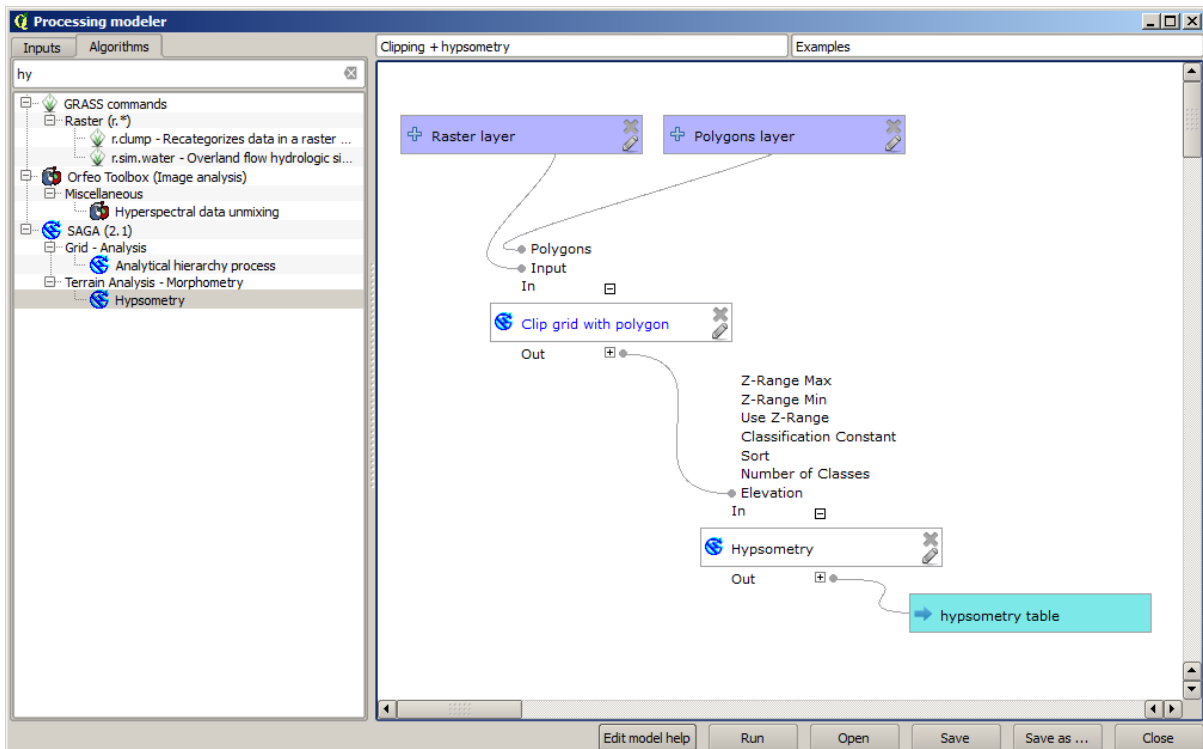 Processing modeler
Inputs
Algorithms
Clipping + hypsometry
Examples
hy
GRASS commands
Raster (r.*)
r.clump - Recategorizes data in a raster ...
r.sim.water - Overland flow hydrologic si...
Orfeo Toolbox (Image analysis)
Miscellaneous
Hyperspectral data unmixing
SAGA (2.1)
Grid - Analysis
Analytical hierarchy process
Terrain Analysis - Morphometry
Hypsometry
Raster layer
Polygons layer
Polygons
Input
In
Clip grid with polygon
Out
Z-Range Max
Z-Range Min
Use Z-Range
Classification Constant
Sort
Number of Classes
Elevation
In
Hypsometry
Out
hypsometry table
Edit model help
Run
Open
Save
Save as ...
Close